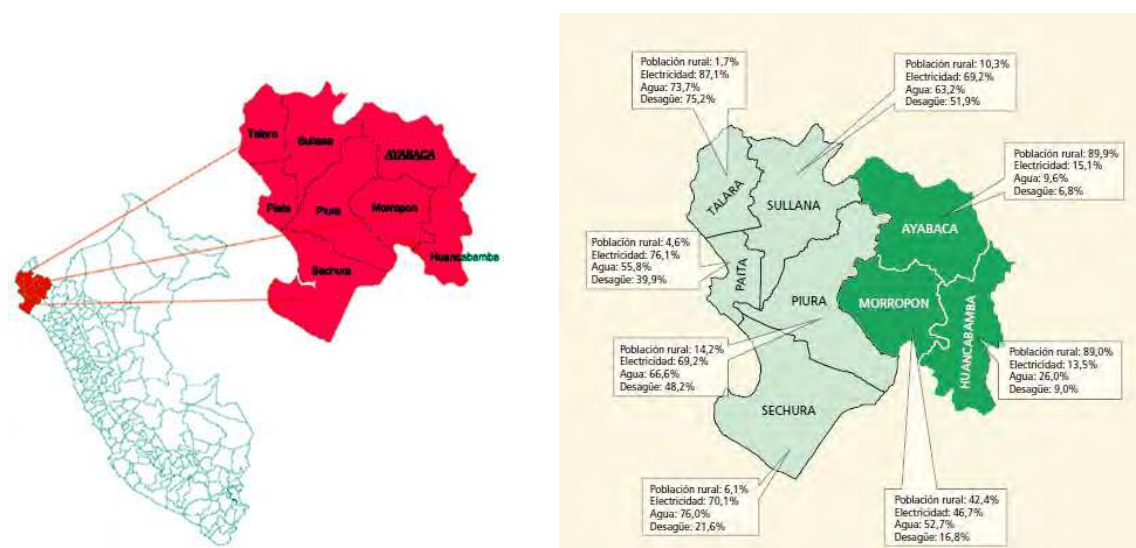 Talara
Sullana
AYABACA
Paita
Piura
Morropon
Huancabamba
Sechura
Población rural: 1,7%
Electricidad: 87,1%
Agua: 73,7%
Desagüe: 75,2%
Población rural: 10,3%
Electricidad: 69,2%
Agua: 63,2%
Desagüe: 51,9%
Población rural: 89,9%
Electricidad: 15,1%
Agua: 9,6%
Desagüe: 6,8%
TALARA
SULLANA
AYABACA
Población rural: 4,6%
Electricidad: 76,1%
Agua: 55,8%
Desagüe: 39,9%
PAITA
PIURA
MORROPON
HUANCABAMBA
Población rural: 14,2%
Electricidad: 69,2%
Agua: 66,6%
Desagüe: 48,2%
Población rural: 89,0%
Electricidad: 13,5%
Agua: 26,0%
Desagüe: 9,0%
SECHURA
Población rural: 6,1%
Electricidad: 70,1%
Agua: 76,0%
Desagüe: 21,6%
Población rural: 42,4%
Electricidad: 46,7%
Agua: 52,7%
Desagüe: 16,8%